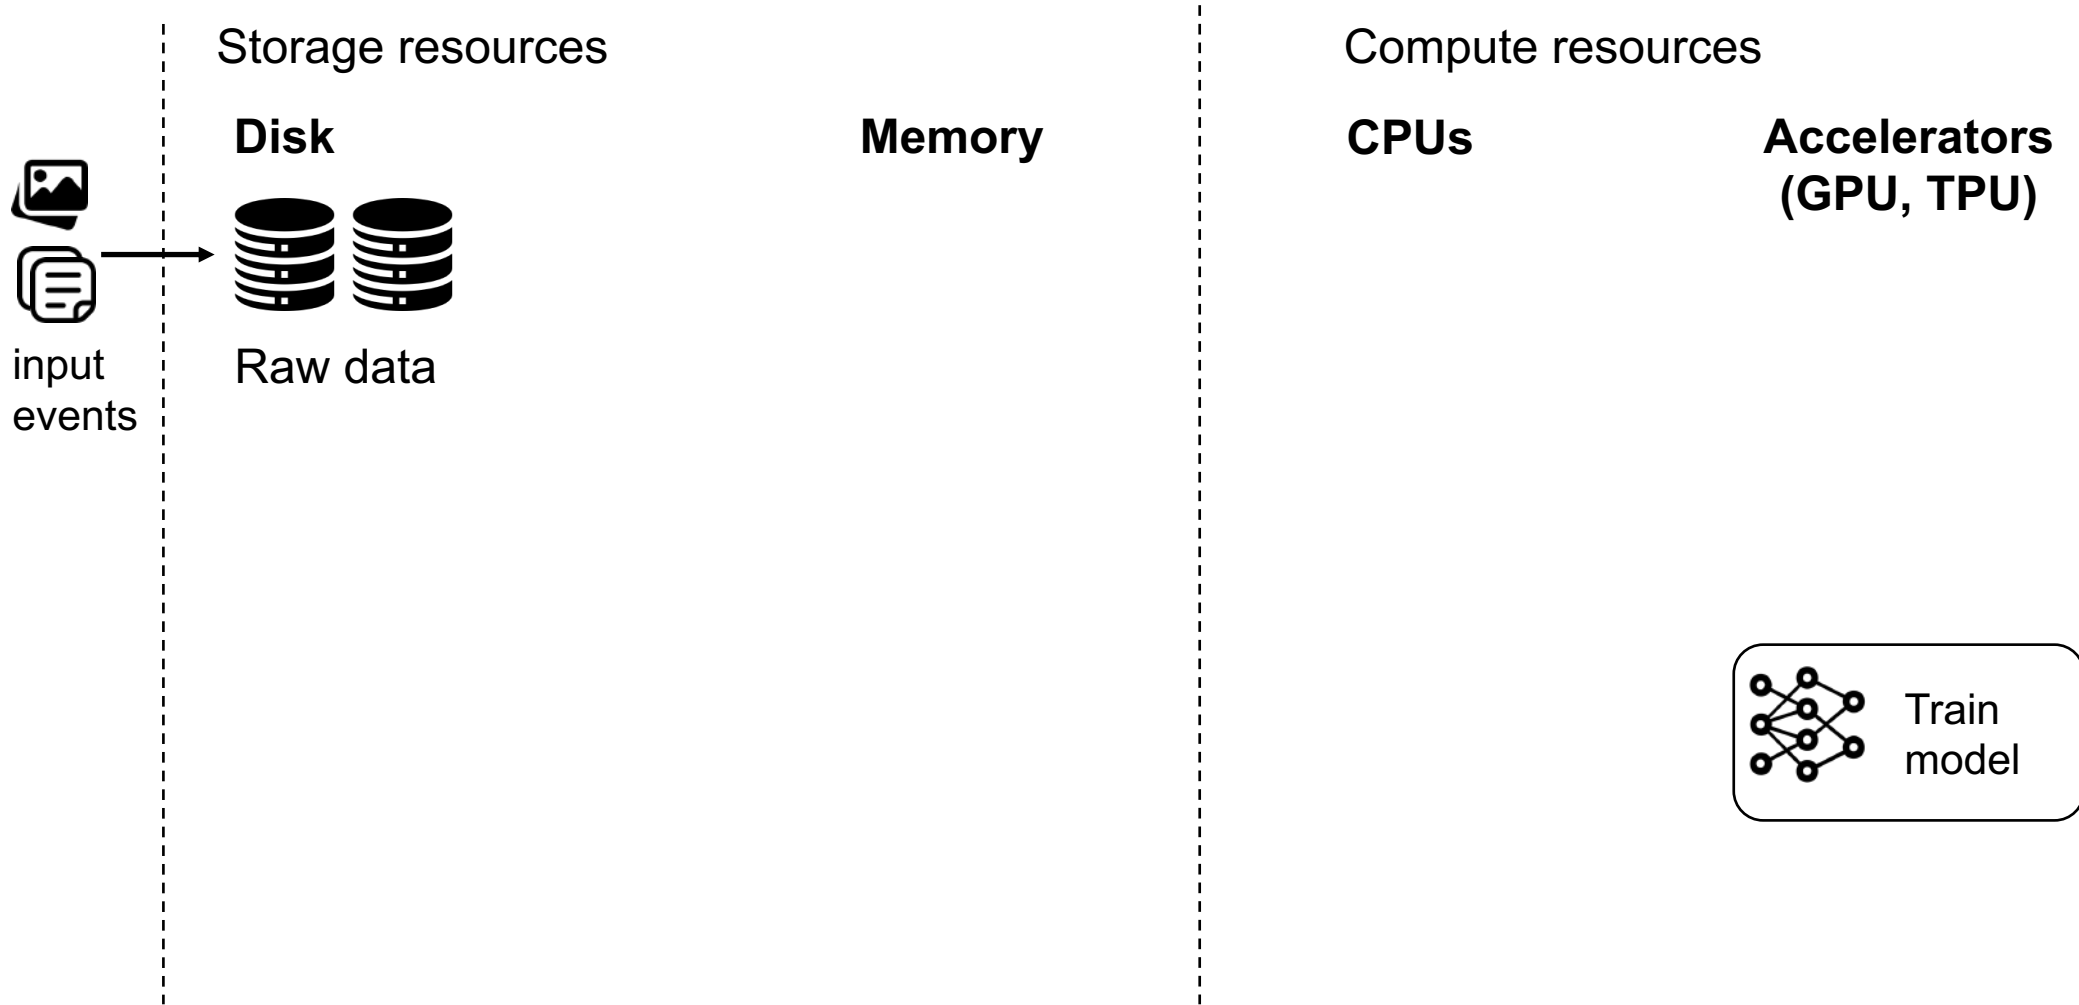 Storage resources
Compute resources
Disk
Memory
CPUs
Accelerators
(GPU, TPU)
input
events
Raw data
Train
model